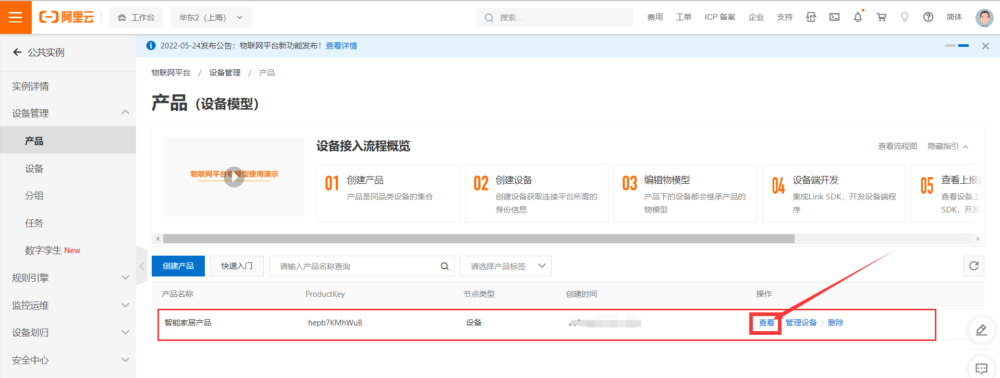 阿里云
工作台
华东2（上海）
搜索...
费用
工单
ICP 备案
企业
支持
APP
简体
公共实例
实例详情
设备管理
产品
设备
分组
任务
数字孪生 New
规则引擎
监控运维
设备划归
安全中心
2022-05-24发布公告：物联网平台新功能发布！查看详情
物联网平台 / 设备管理 / 产品
产品（设备模型）
物联网平台物模型使用演示
设备接入流程概览
查看流程图
隐藏指引
01 创建产品
产品是同品类设备的集合
02 创建设备
创建设备获取连接平台所需的
身份信息
03 编辑物模型
产品下的设备都会继承产品的
物模型
04 设备端开发
集成Link SDK，开发设备端程
序
05 查看上报
查看设备上
SDK，开发
创建产品
快速入门
请输入产品名称查询
请选择产品标签
产品名称 ProductKey 节点类型 创建时间 操作
智能家居产品 hepb7KMhWuB 设备 查看 管理设备 删除